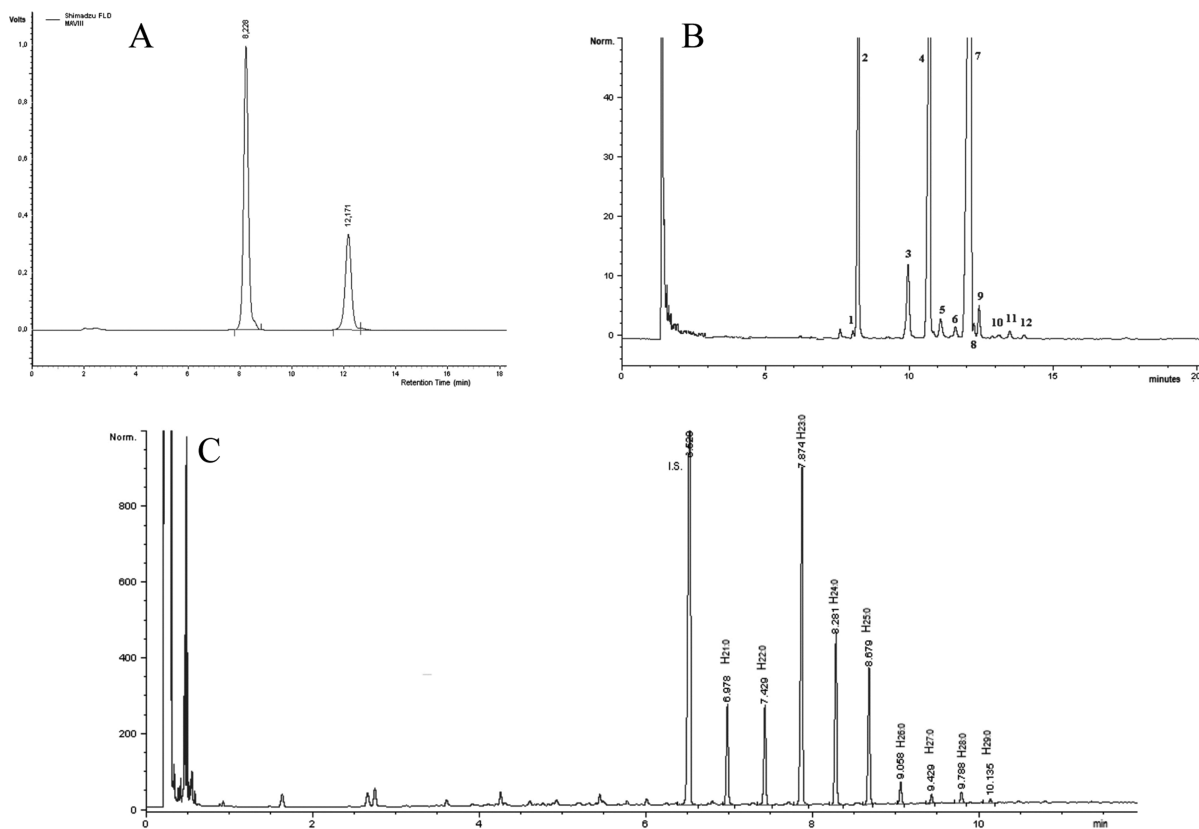 Volts
Shimadzu FLD
MAVIII
A
8,228
12,171
1,0
0,8
0,6
0,4
0,2
0,0
0 2 4 6 8 10 12 14 16 18
Retention Time (min)
B
Norm.
40
30
20
10
0
1 2 3 4 5 6 7 8 9 10 11 12
0 5 10 15 20
minutes
C
Norm.
800
600
400
200
0
I.S.
6.978 H21:0
7.429 H22:0
7.874 H23:0
8.281 H24:0
8.679 H25:0
9.058 H26:0
9.429 H27:0
9.788 H28:0
10.135 H29:0
0 2 4 6 8 10 min